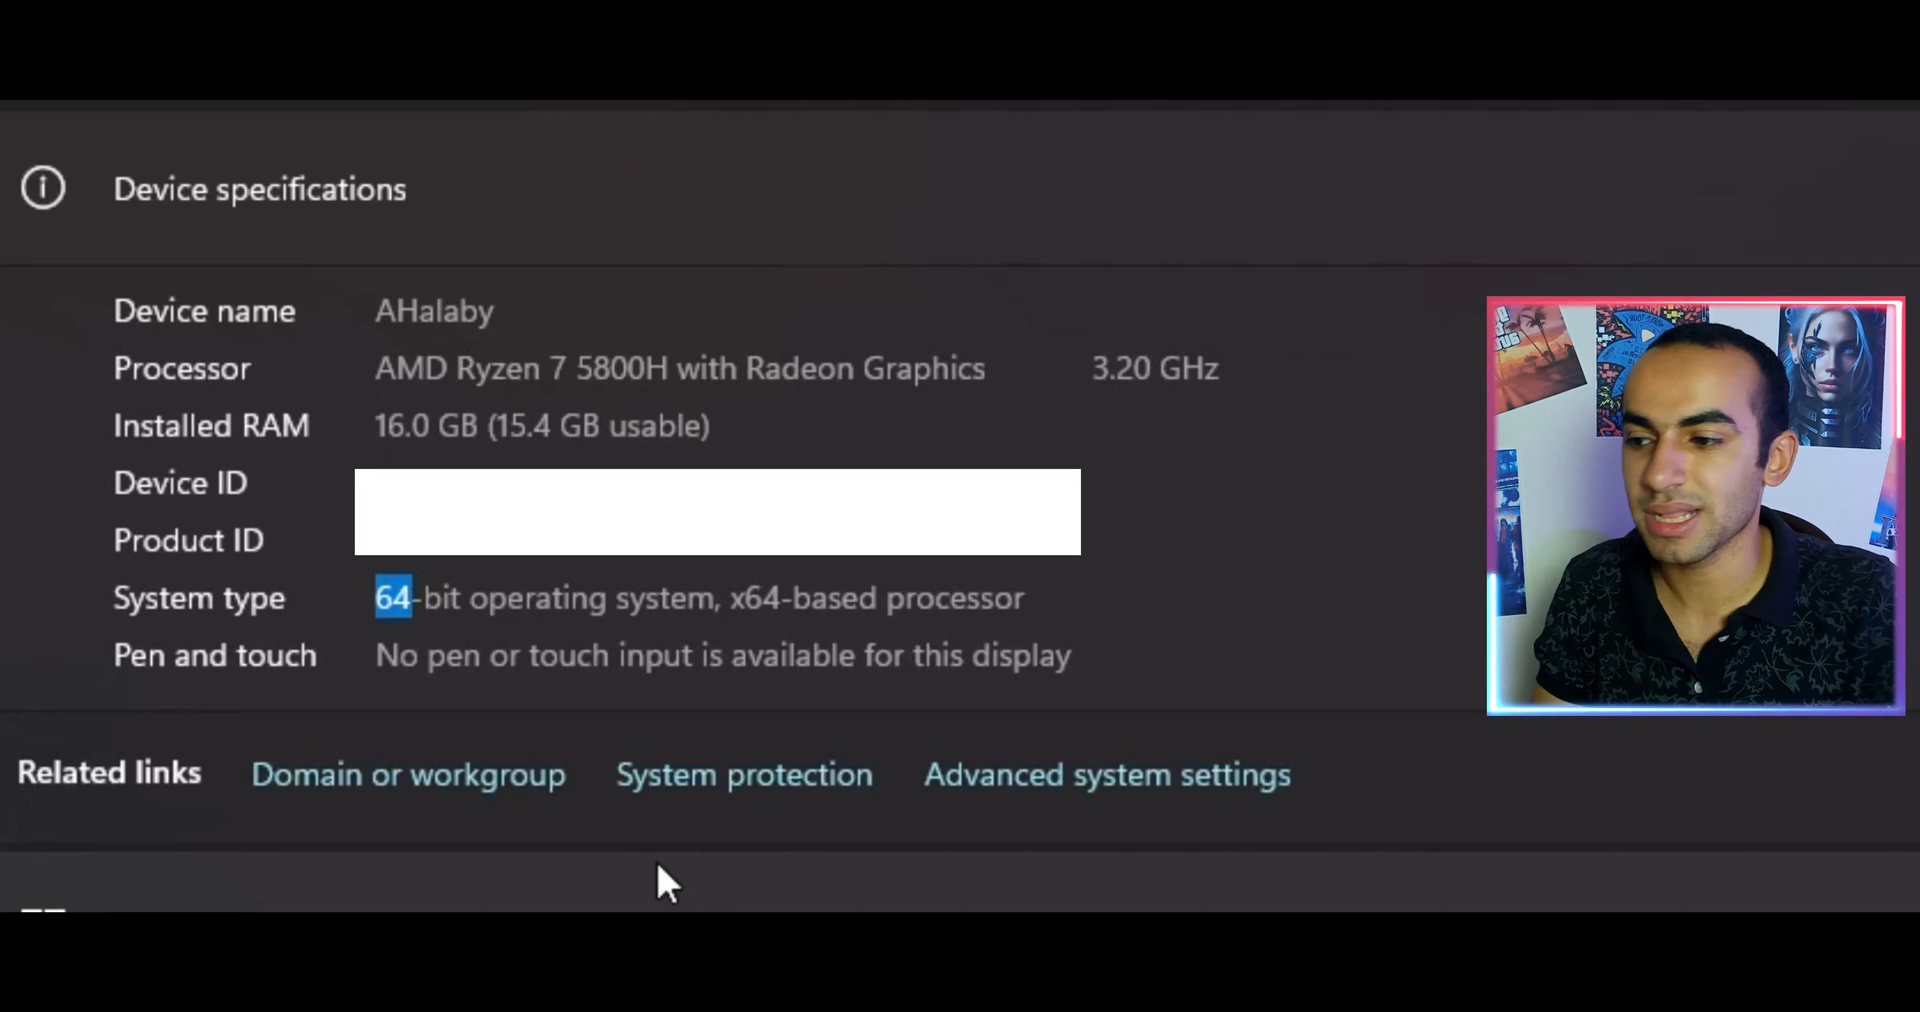 Device specifications
Device name AHalaby
Processor AMD Ryzen 7 5800H with Radeon Graphics 3.20 GHz
Installed RAM 16.0 GB (15.4 GB usable)
Device ID
Product ID
System type 64-bit operating system, x64-based processor
Pen and touch No pen or touch input is available for this display
Related links Domain or workgroup System protection Advanced system settings